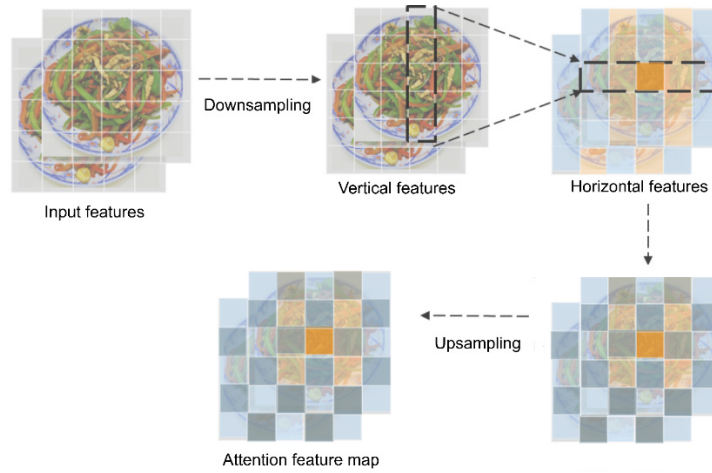 Downsampling
Input features
Vertical features
Horizontal features
Upsampling
Attention feature map